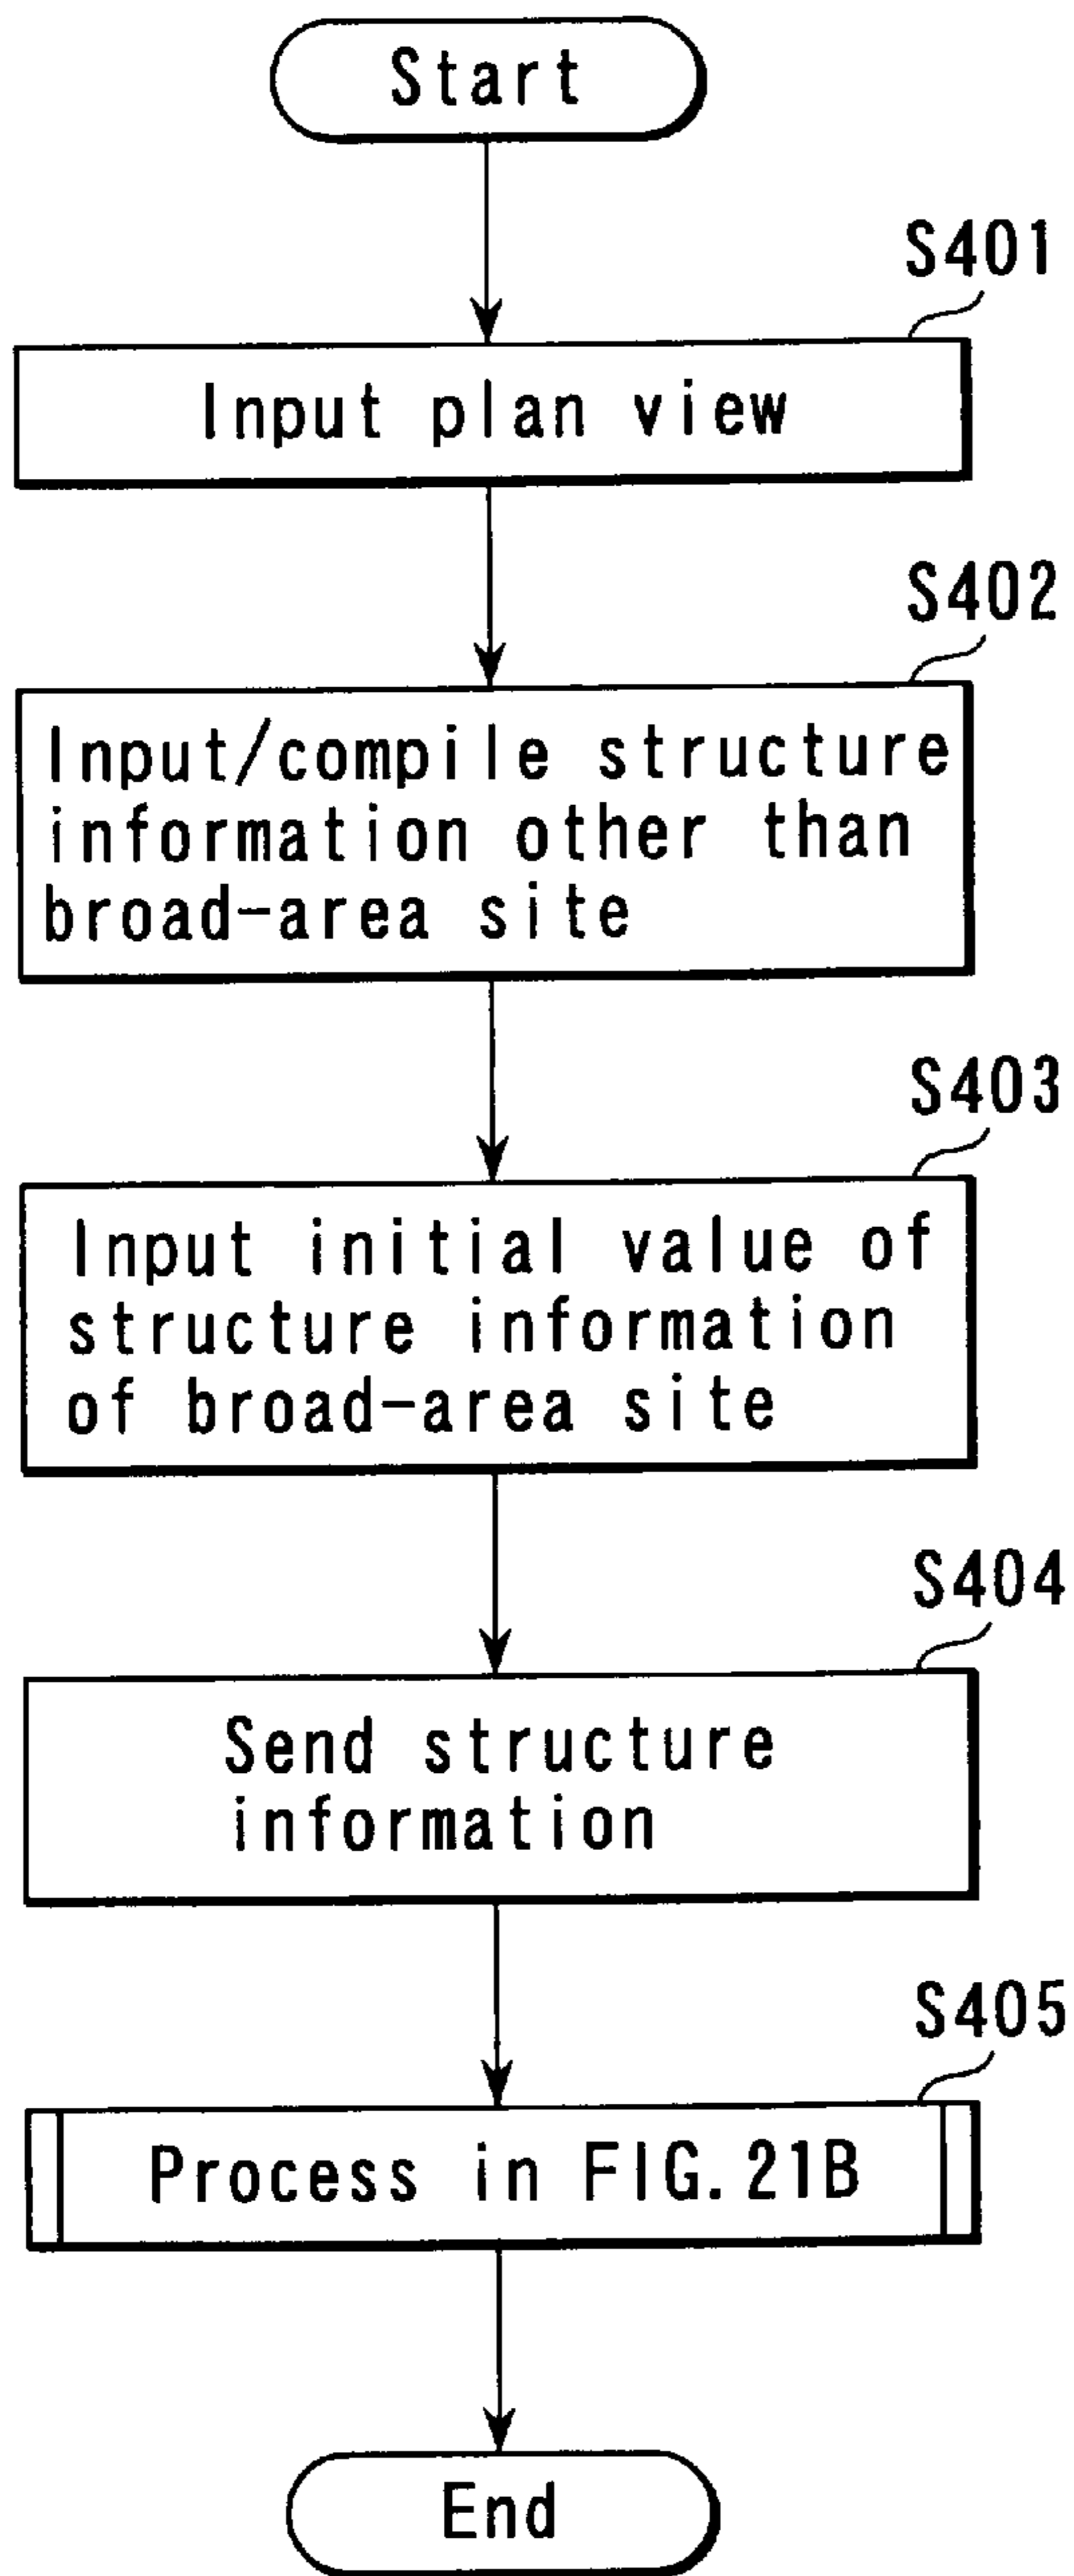 Start
S401
Input plan view
S402
Input/compile structure
information other than
broad-area site
S403
Input initial value of
structure information
of broad-area site
S404
Send structure
information
S405
Process in FIG.21B
End